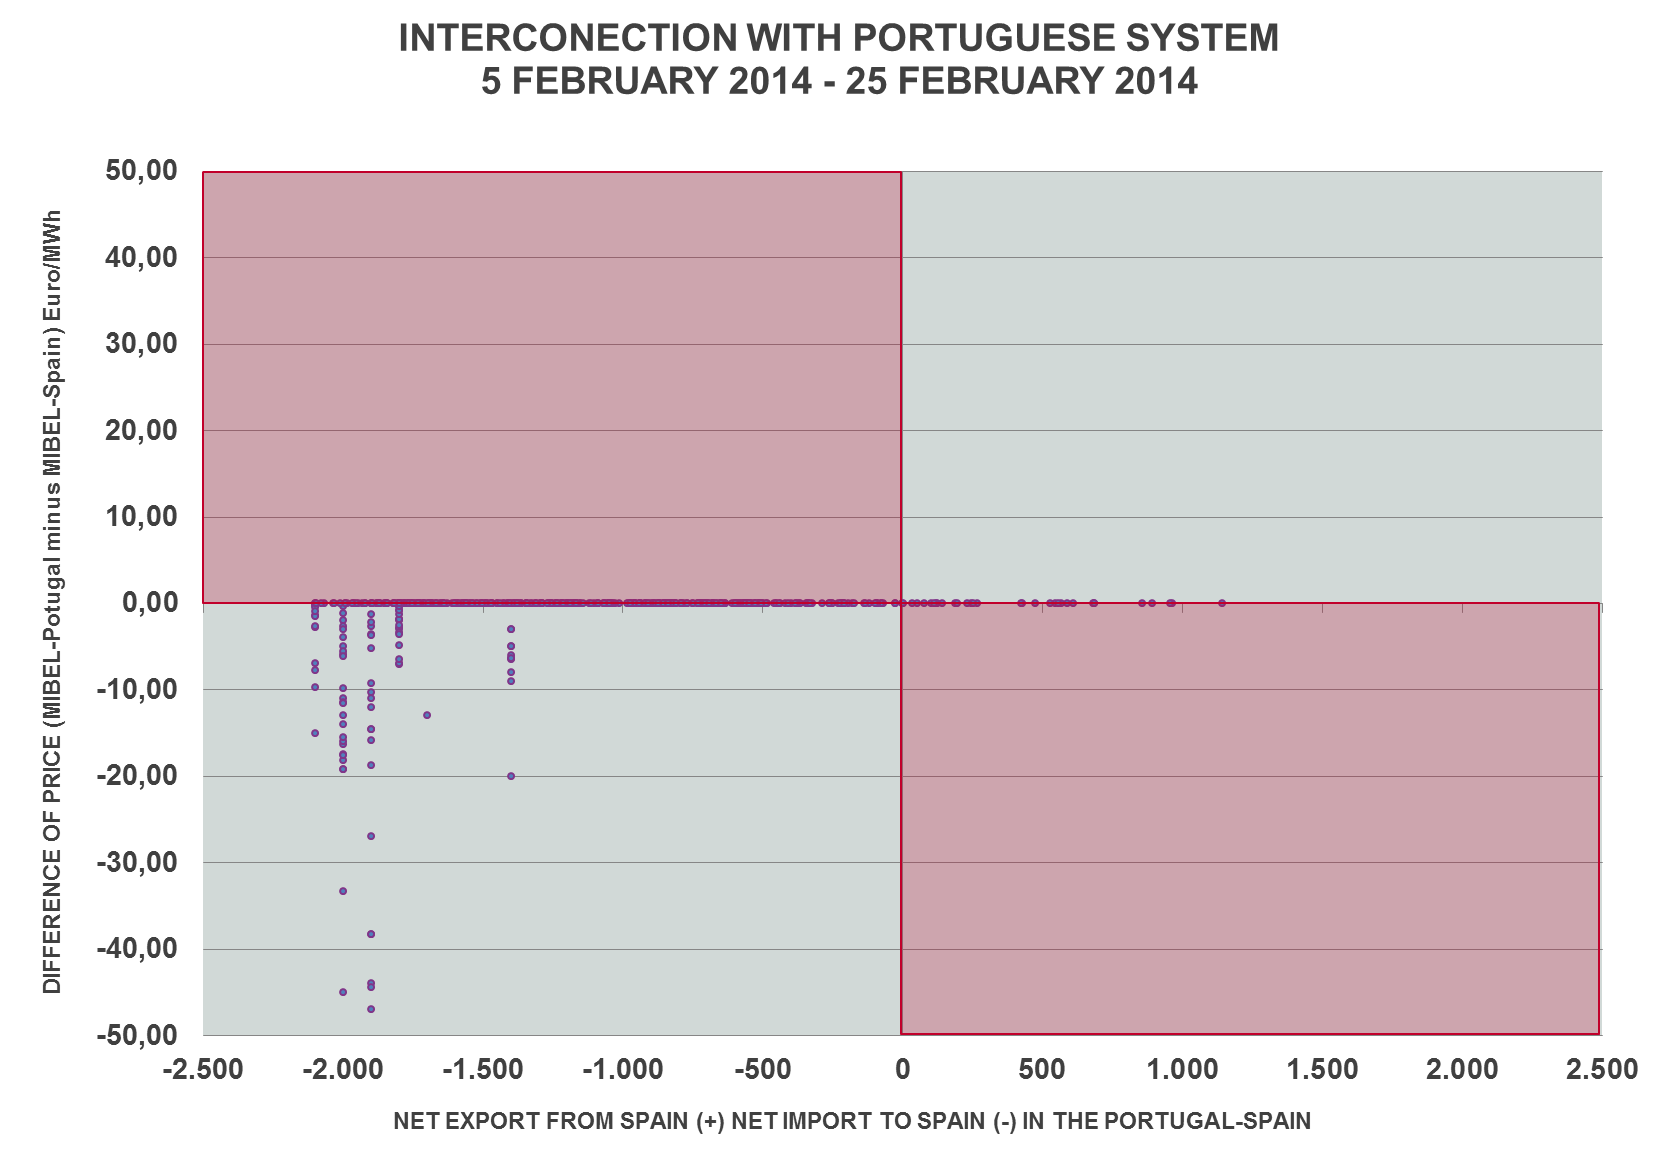 INTERCONECTION WITH PORTUGUESE SYSTEM
5 FEBRUARY 2014 - 25 FEBRUARY 2014
DIFFERENCE OF PRICE (MIBEL-Potugal minus MIBEL-Spain) Euro/MWh
50,00
40,00
30,00
20,00
10,00
0,00
-10,00
-20,00
-30,00
-40,00
-50,00
-2.500 -2.000 -1.500 -1.000 -500 0 500 1.000 1.500 2.000 2.500
NET EXPORT FROM SPAIN (+) NET IMPORT TO SPAIN (-) IN THE PORTUGAL-SPAIN